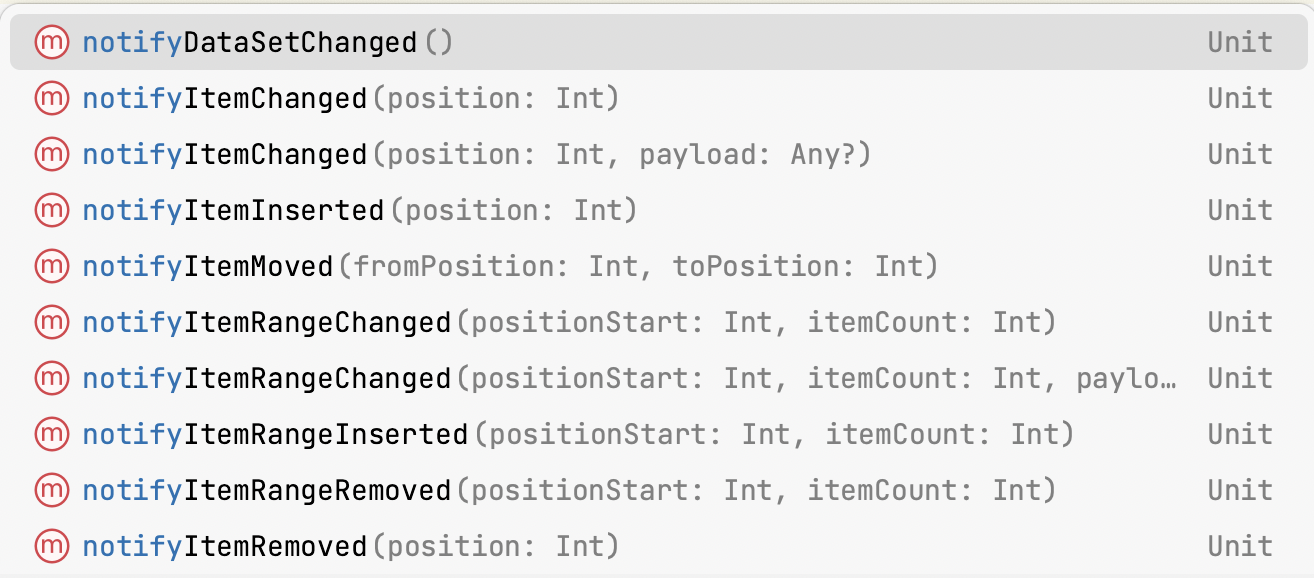 m notifyDataSetChanged() Unit
m notifyItemChanged(position: Int) Unit
m notifyItemChanged(position: Int, payload: Any?) Unit
m notifyItemInserted(position: Int) Unit
m notifyItemMoved(fromPosition: Int, toPosition: Int) Unit
m notifyItemRangeChanged(positionStart: Int, itemCount: Int) Unit
m notifyItemRangeChanged(positionStart: Int, itemCount: Int, paylo… Unit
m notifyItemRangeInserted(positionStart: Int, itemCount: Int) Unit
m notifyItemRangeRemoved(positionStart: Int, itemCount: Int) Unit
m notifyItemRemoved(position: Int) Unit